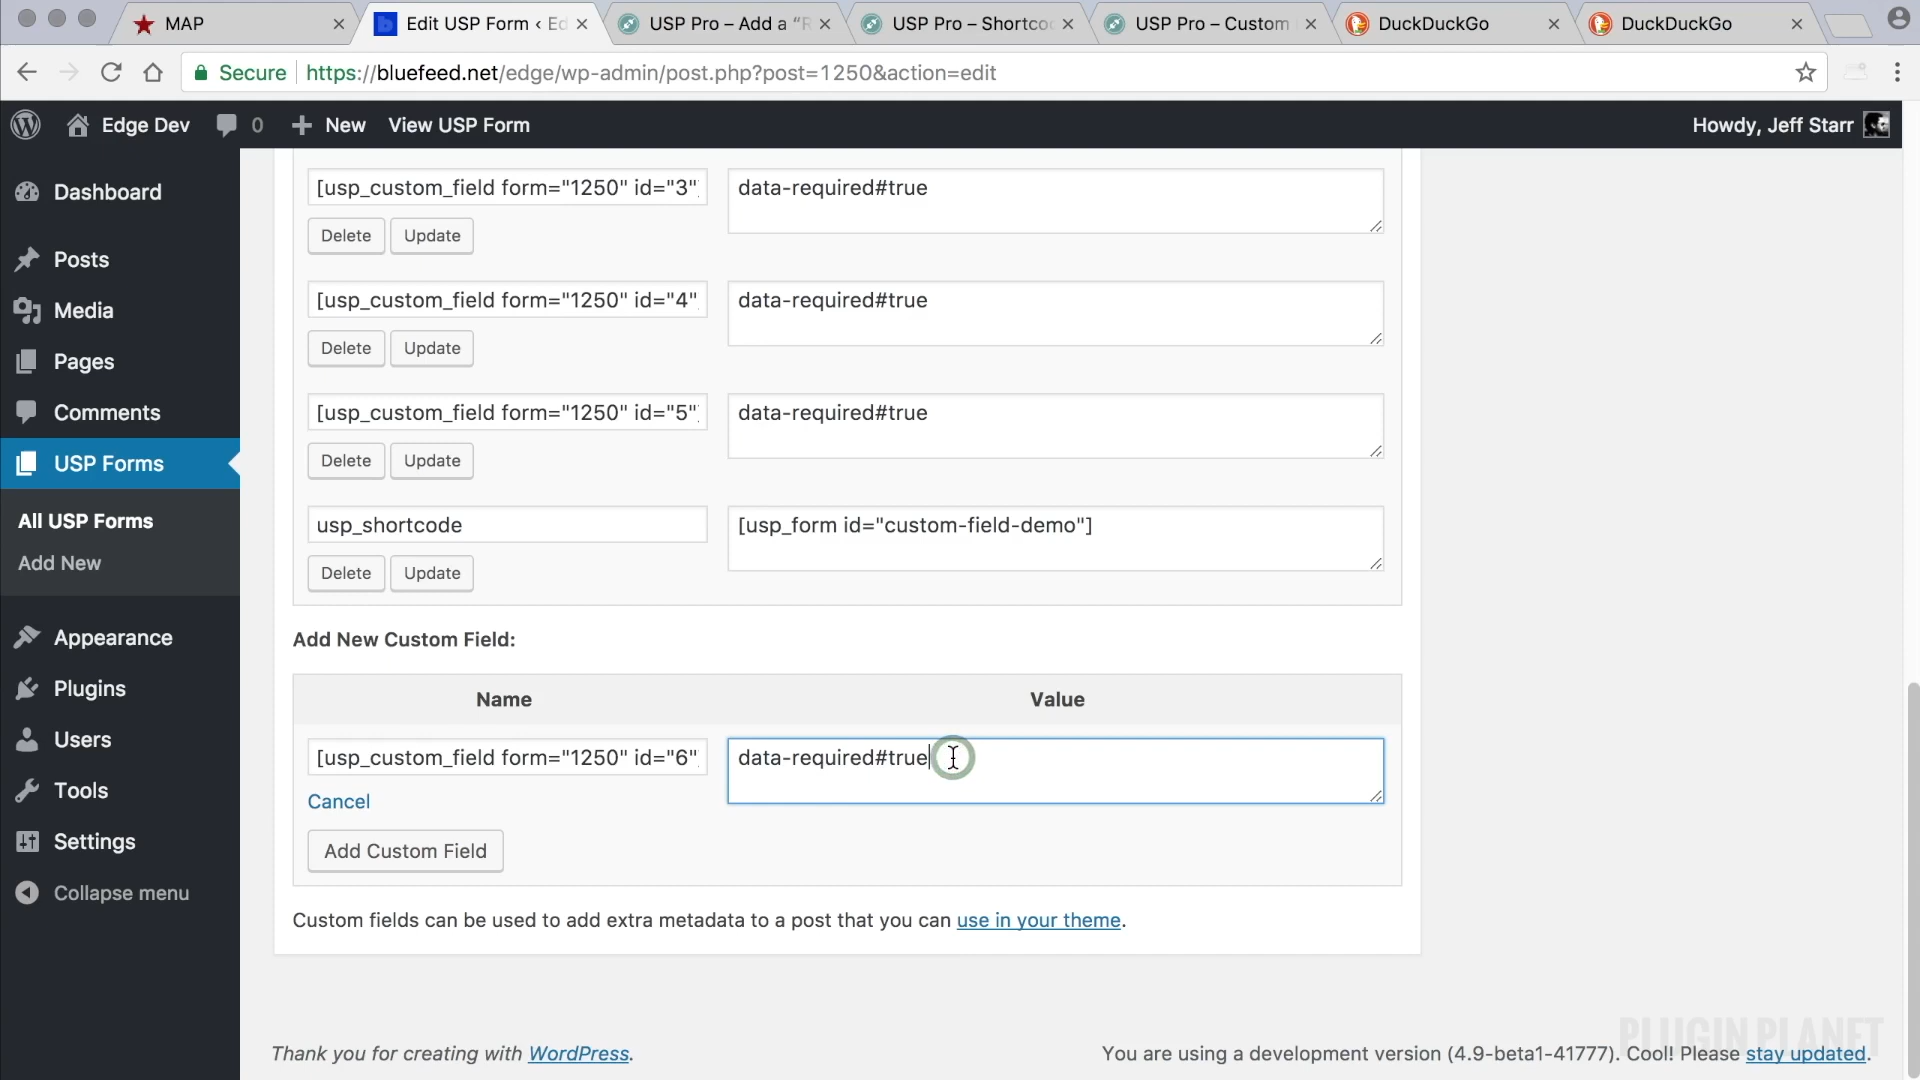 MAP
Edit USP Form ‹ Ed
USP Pro – Add a “R
USP Pro – Shortco
USP Pro – Custom
DuckDuckGo
DuckDuckGo
Secure
https://bluefeed.net/edge/wp-admin/post.php?post=1250&action=edit
Edge Dev
0
New
View USP Form
Howdy, Jeff Starr
Dashboard
Posts
Media
Pages
Comments
USP Forms
All USP Forms
Add New
Appearance
Plugins
Users
Tools
Settings
Collapse menu
[usp_custom_field form="1250" id="3"
data-required#true
Delete
Update
[usp_custom_field form="1250" id="4"
data-required#true
Delete
Update
[usp_custom_field form="1250" id="5"
data-required#true
Delete
Update
usp_shortcode
[usp_form id="custom-field-demo"]
Delete
Update
Add New Custom Field:
Name
Value
[usp_custom_field form="1250" id="6"
data-required#true
Cancel
Add Custom Field
Custom fields can be used to add extra metadata to a post that you can use in your theme.
PLUGIN PLANET
Thank you for creating with WordPress.
You are using a development version (4.9-beta1-41777). Cool! Please stay updated.